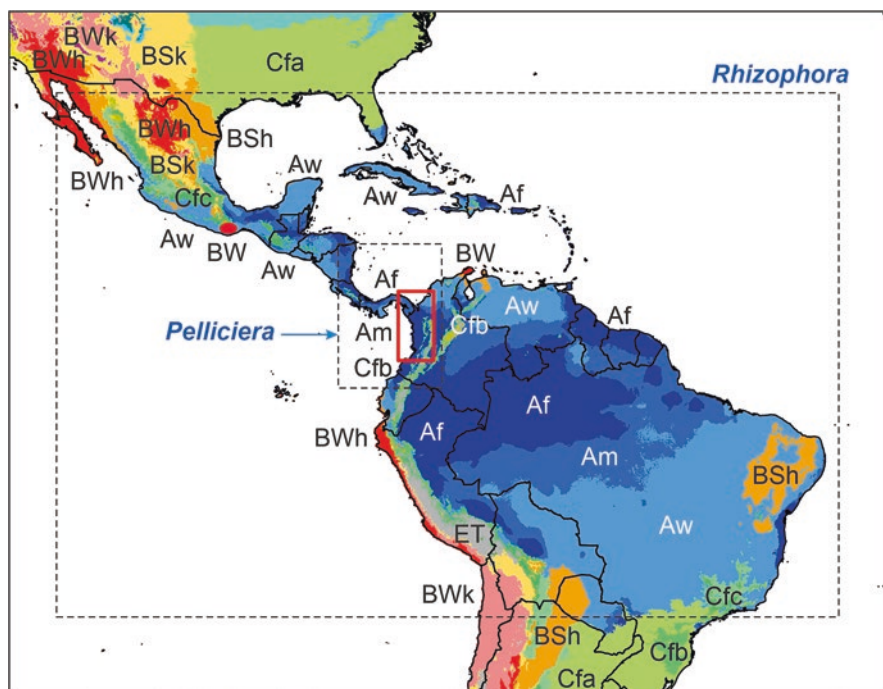 BWk
BWh
BSk
Cfa
Rhizophora
BWh
BSh
BSk
BWh
Cfc
Aw
Aw
Af
Aw
BW
Aw
BW
Af
Aw
Cfb
Af
Pelliciera
Am
Cfb
Af
BWh
Af
Am
BSh
Aw
ET
BWk
Cfc
BSh
Cfb
Cfa